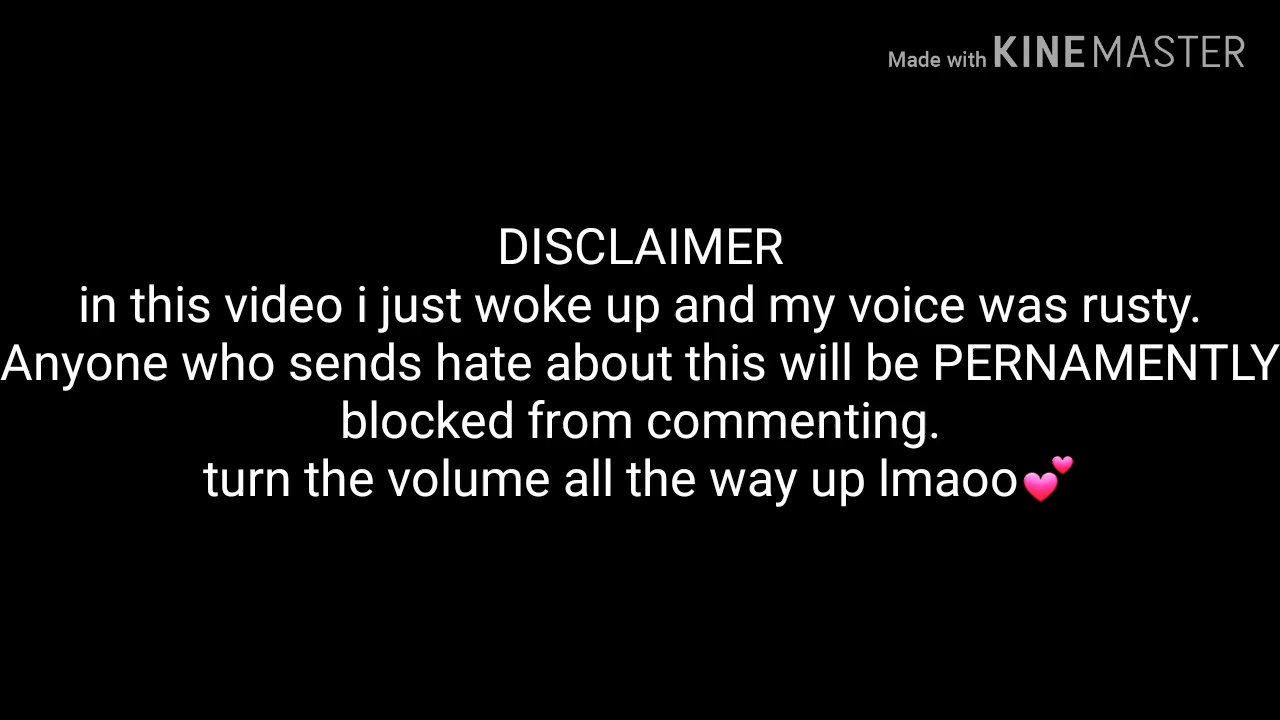 Made with KINEMASTER
DISCLAIMER
in this video i just woke up and my voice was rusty.
Anyone who sends hate about this will be PERNAMENTLY
blocked from commenting.
turn the volume all the way up lmaoo💕